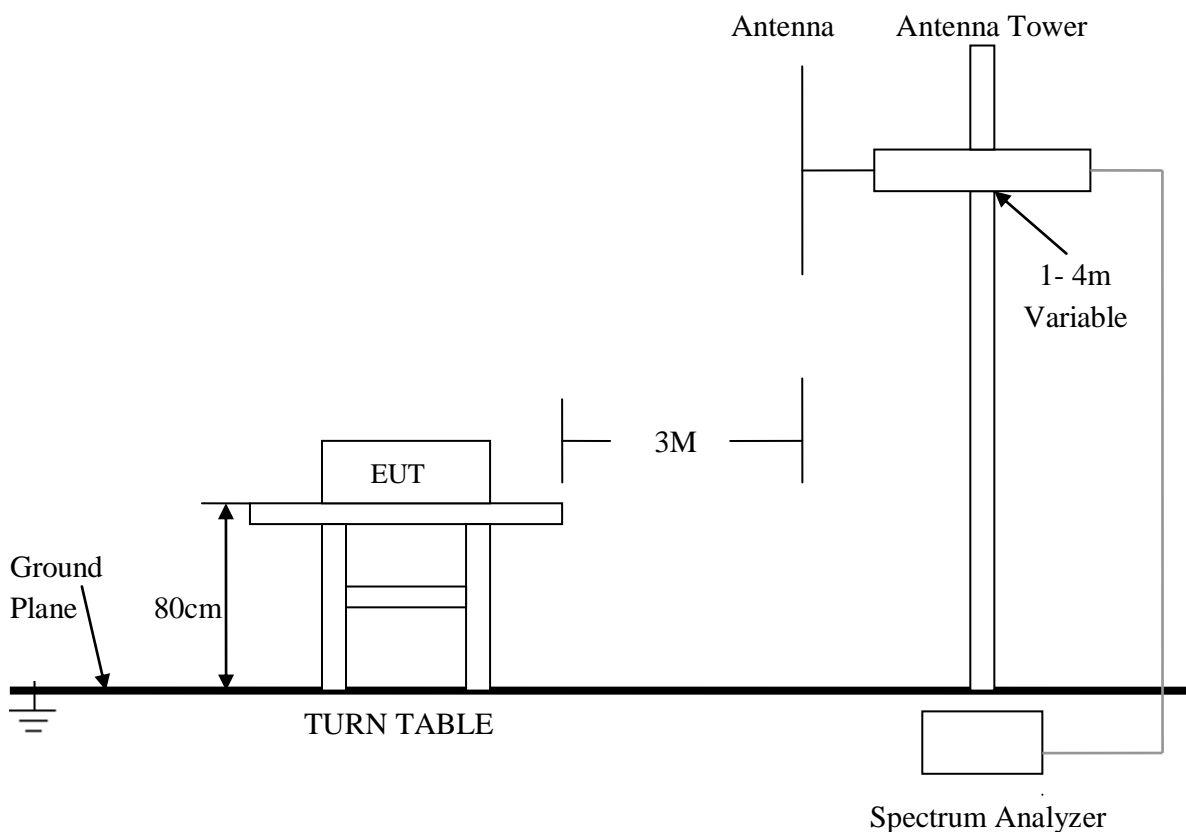 Antenna
Antenna Tower
1- 4m
Variable
3M
EUT
Ground
Plane
80cm
TURN TABLE
Spectrum Analyzer